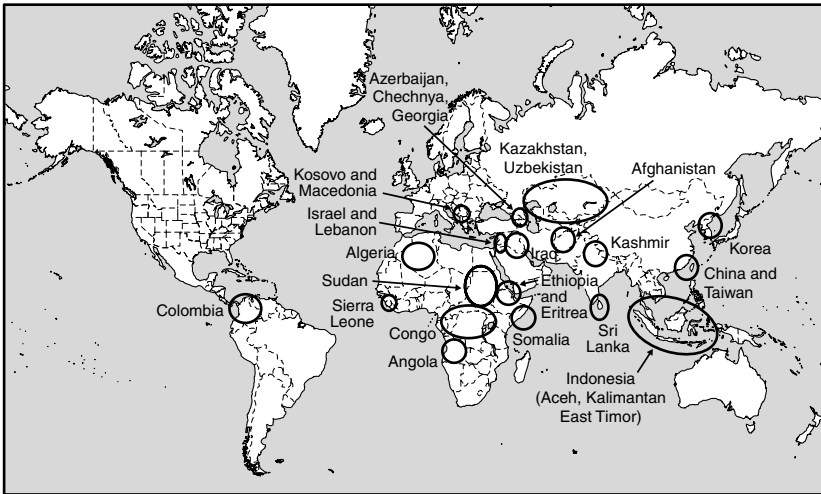 Azerbaijan,
Chechnya,
Georgia
Kazakhstan,
Uzbekistan
Afghanistan
Kosovo and
Macedonia
Israel and
Lebanon
Algeria
Iraq
Kashmir
Korea
Sudan
Ethiopia
and
Eritrea
China and
Taiwan
Colombia
Sierra
Leone
Congo
Somalia
Sri
Lanka
Angola
Indonesia
(Aceh, Kalimantan
East Timor)